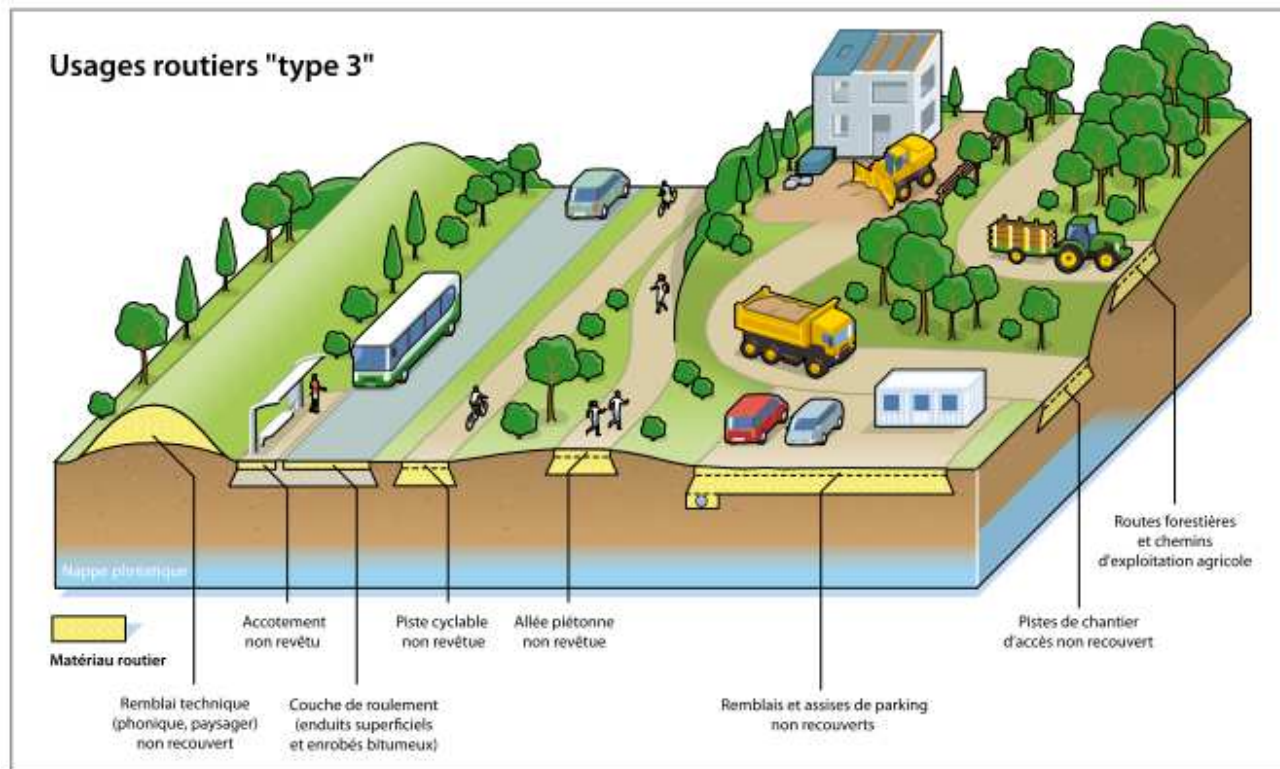 Usages routiers "type 3"
Nappe phréatique
Matériau routier
Remblai technique
(phonique, paysager)
non recouvert
Accotement
non revêtu
Couche de roulement
(enduits superficiels
et enrobés bitumeux)
Piste cyclable
non revêtue
Allée piétonne
non revêtue
Remblais et assises de parking
non recouverts
Pistes de chantier
d'accès non recouvert
Routes forestières
et chemins
d'exploitation agricole